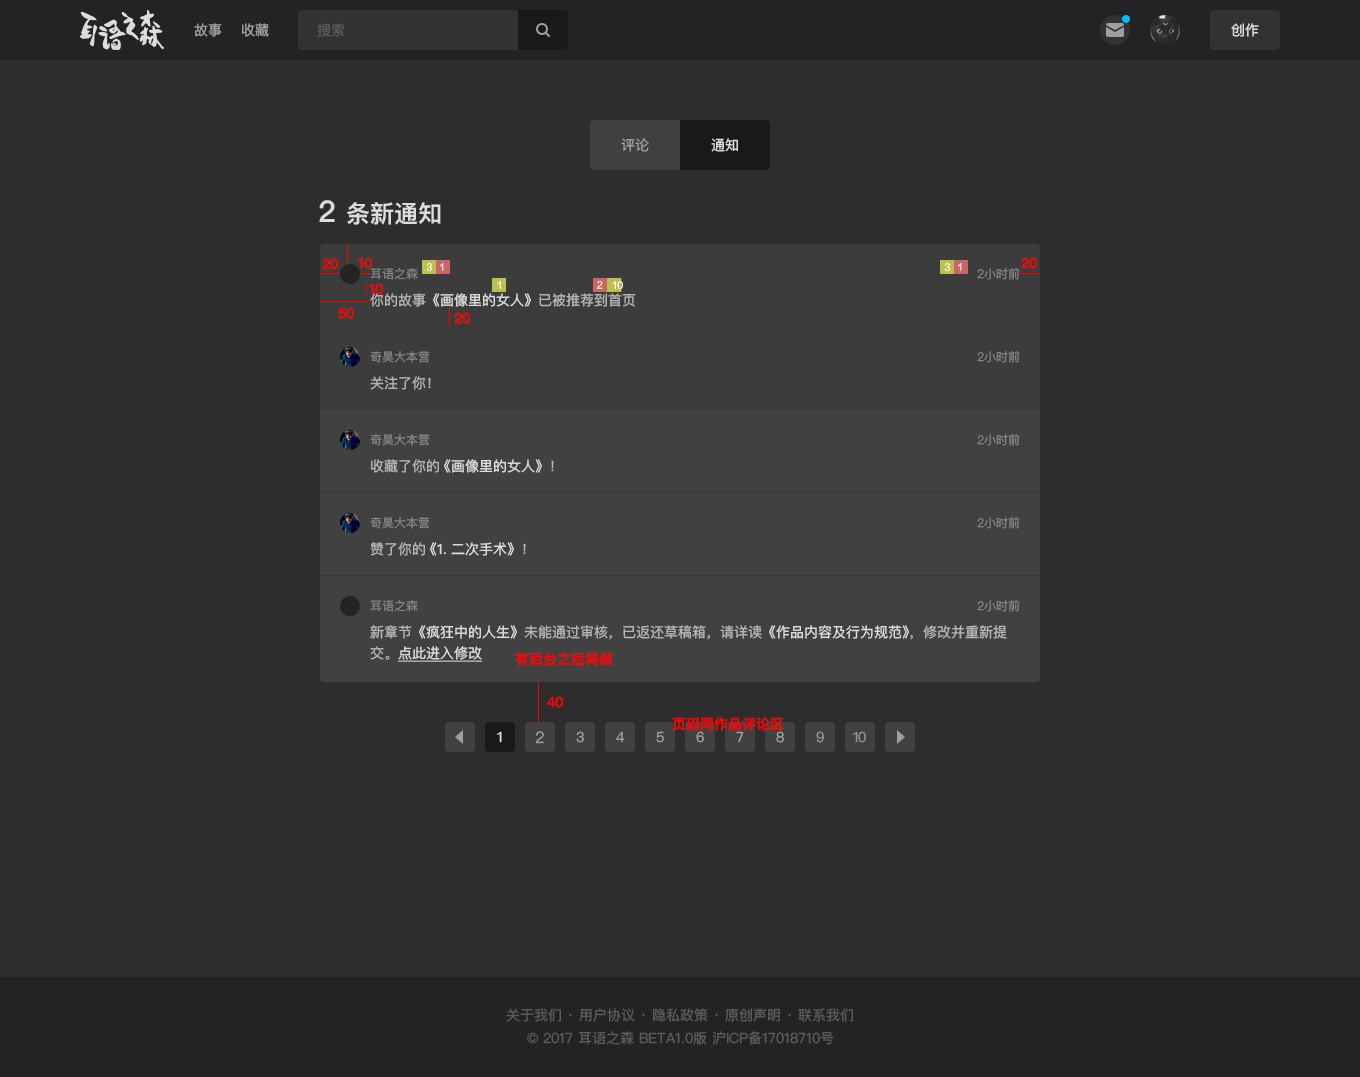 耳语之森
故事 收藏 搜索 创作
评论 通知
2 条新通知
20 10 耳语之森 3 1 3 1 20 2小时前
10 1 2 10
你的故事《画像里的女人》已被推荐到首页
50 20
奇昊大本营 2小时前
关注了你！
奇昊大本营 2小时前
收藏了你的《画像里的女人》！
奇昊大本营 2小时前
赞了你的《1. 二次手术》！
耳语之森 2小时前
新章节《疯狂中的人生》未能通过审核，已返还草稿箱，请详读《作品内容及行为规范》，修改并重新提
交。点此进入修改
有后台之后再做
40
页码同作品评论区
1 2 3 4 5 6 7 8 9 10
关于我们 · 用户协议 · 隐私政策 · 原创声明 · 联系我们
© 2017 耳语之森 BETA1.0版 沪ICP备17018710号